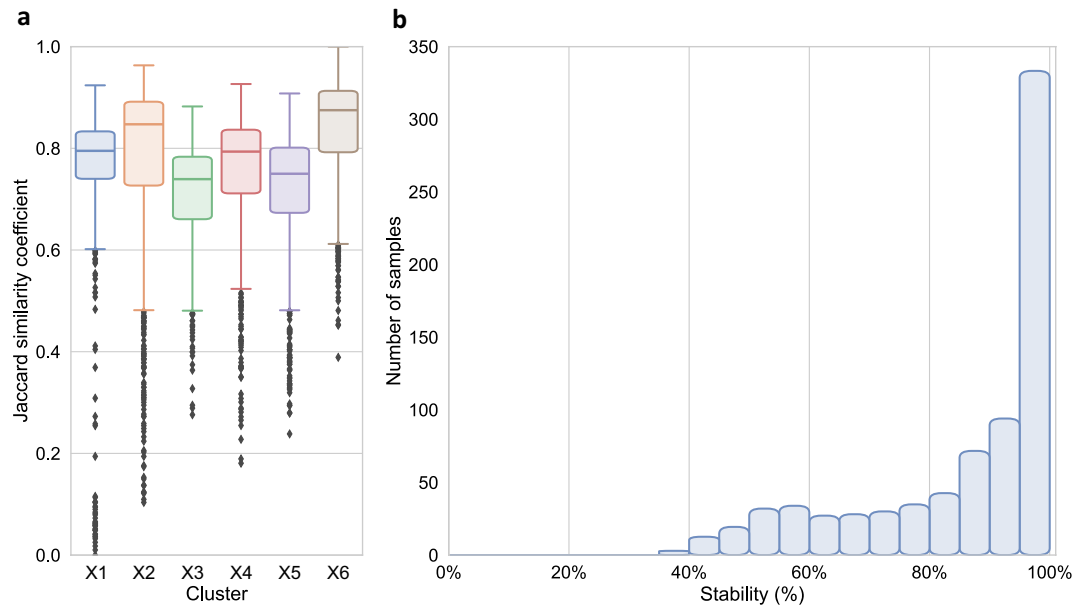 a
1.0
0.8
0.6
0.4
0.2
0.0
Jaccard similarity coefficient
X1 X2 X3 X4 X5 X6
Cluster
b
350
300
250
200
150
100
50
0
Number of samples
0% 20% 40% 60% 80% 100%
Stability (%)